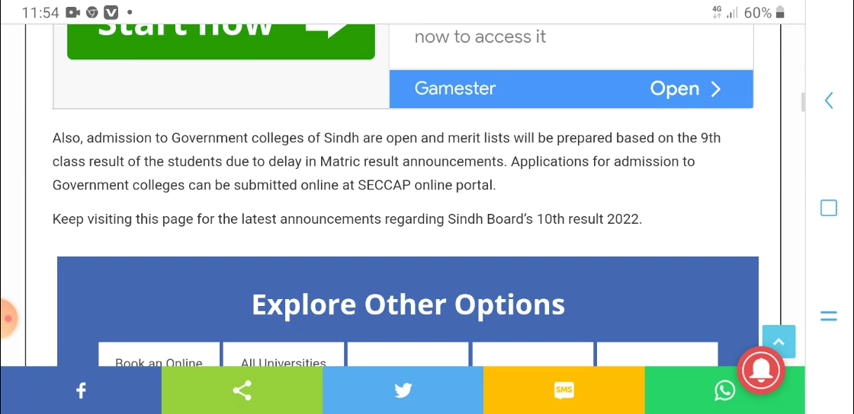 11:54
4G
60%
Start now
now to access it
Gamester
Open
Also, admission to Government colleges of Sindh are open and merit lists will be prepared based on the 9th
class result of the students due to delay in Matric result announcements. Applications for admission to
Government colleges can be submitted online at SECCAP online portal.
Keep visiting this page for the latest announcements regarding Sindh Board's 10th result 2022.
Explore Other Options
Book an Online
All Universities
SMS